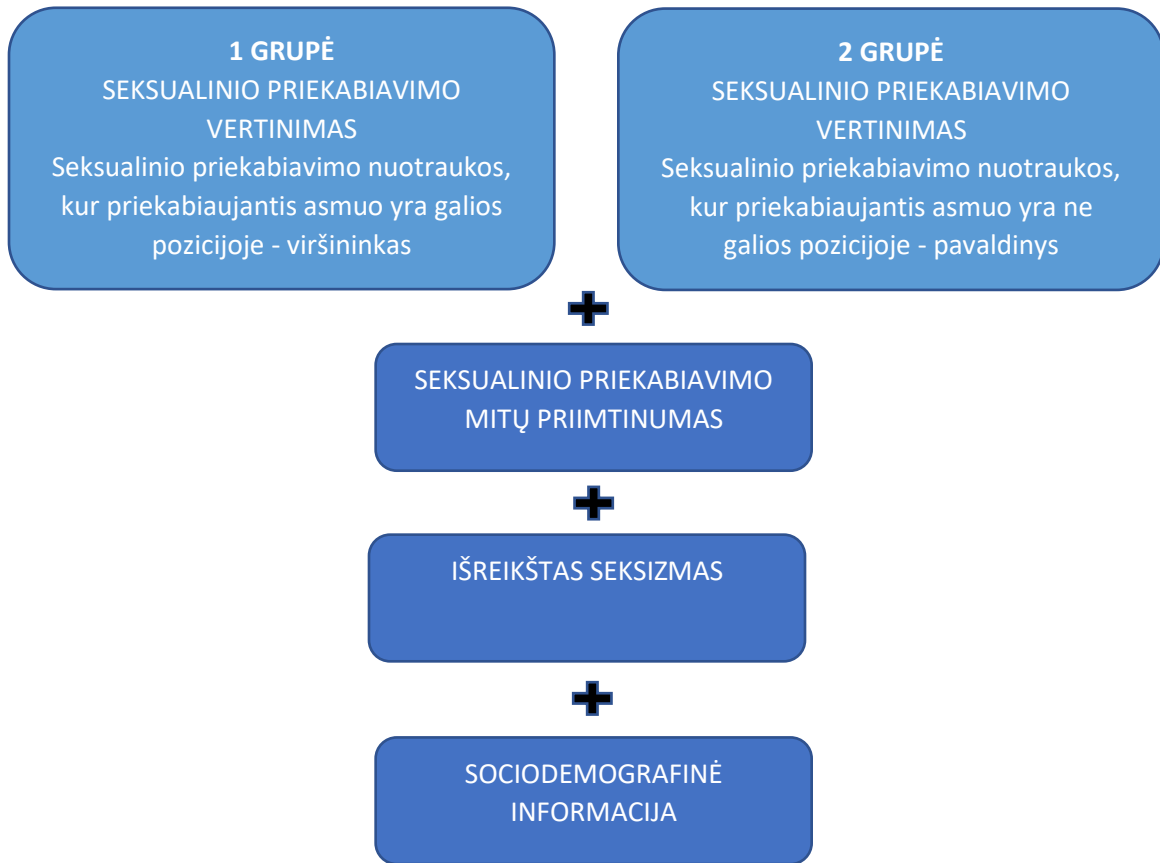 1 GRUPĖ
SEKSUALINIO PRIEKABIAVIMO
VERTINIMAS
Seksualinio priekabiavimo nuotraukos,
kur priekabiaujantis asmuo yra galios
pozicijoje - viršininkas
2 GRUPĖ
SEKSUALINIO PRIEKABIAVIMO
VERTINIMAS
Seksualinio priekabiavimo nuotraukos,
kur priekabiaujantis asmuo yra ne
galios pozicijoje - pavaldinys
SEKSUALINIO PRIEKABIAVIMO
MITŲ PRIIMTINUMAS
IŠREIKŠTAS SEKSIZMAS
SOCIODEMOGRAFINĖ
INFORMACIJA